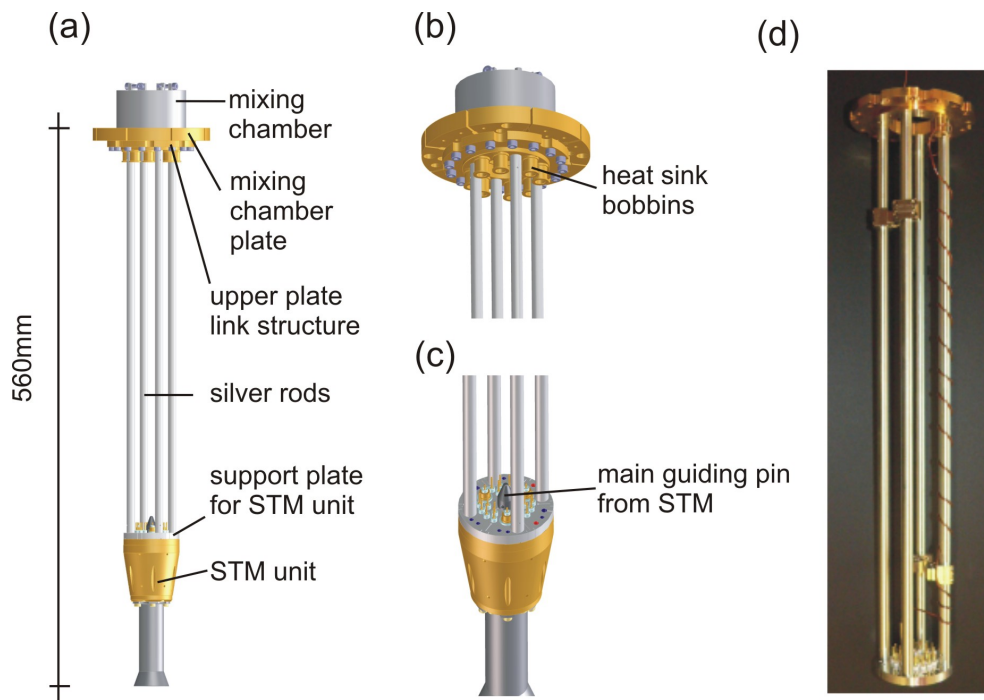 (a)
mixing
chamber
mixing
chamber
plate
upper plate
link structure
silver rods
support plate
for STM unit
STM unit
560mm
(b)
heat sink
bobbins
(c)
main guiding pin
from STM
(d)